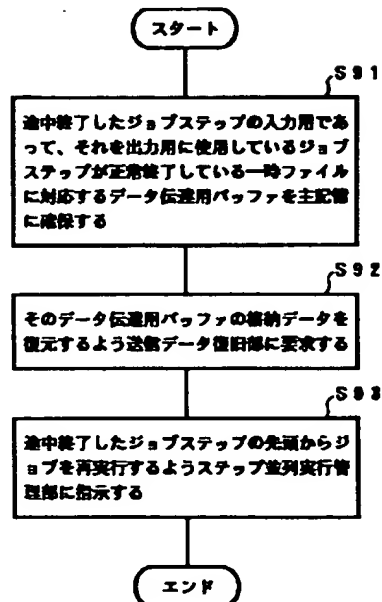 スタート
S91
途中終了したジョブステップの入力用であ
って、それを出力用に使用しているジョブ
ステップが正常終了している一時ファイル
に対応するデータ伝達用バッファを主記憶
に確保する
S92
そのデータ伝達用バッファの格納データを
復元するよう送信データ復旧部に要求する
S93
途中終了したジョブステップの先頭からジ
ョブを再実行するようステップ並列実行管
理部に指示する
エンド